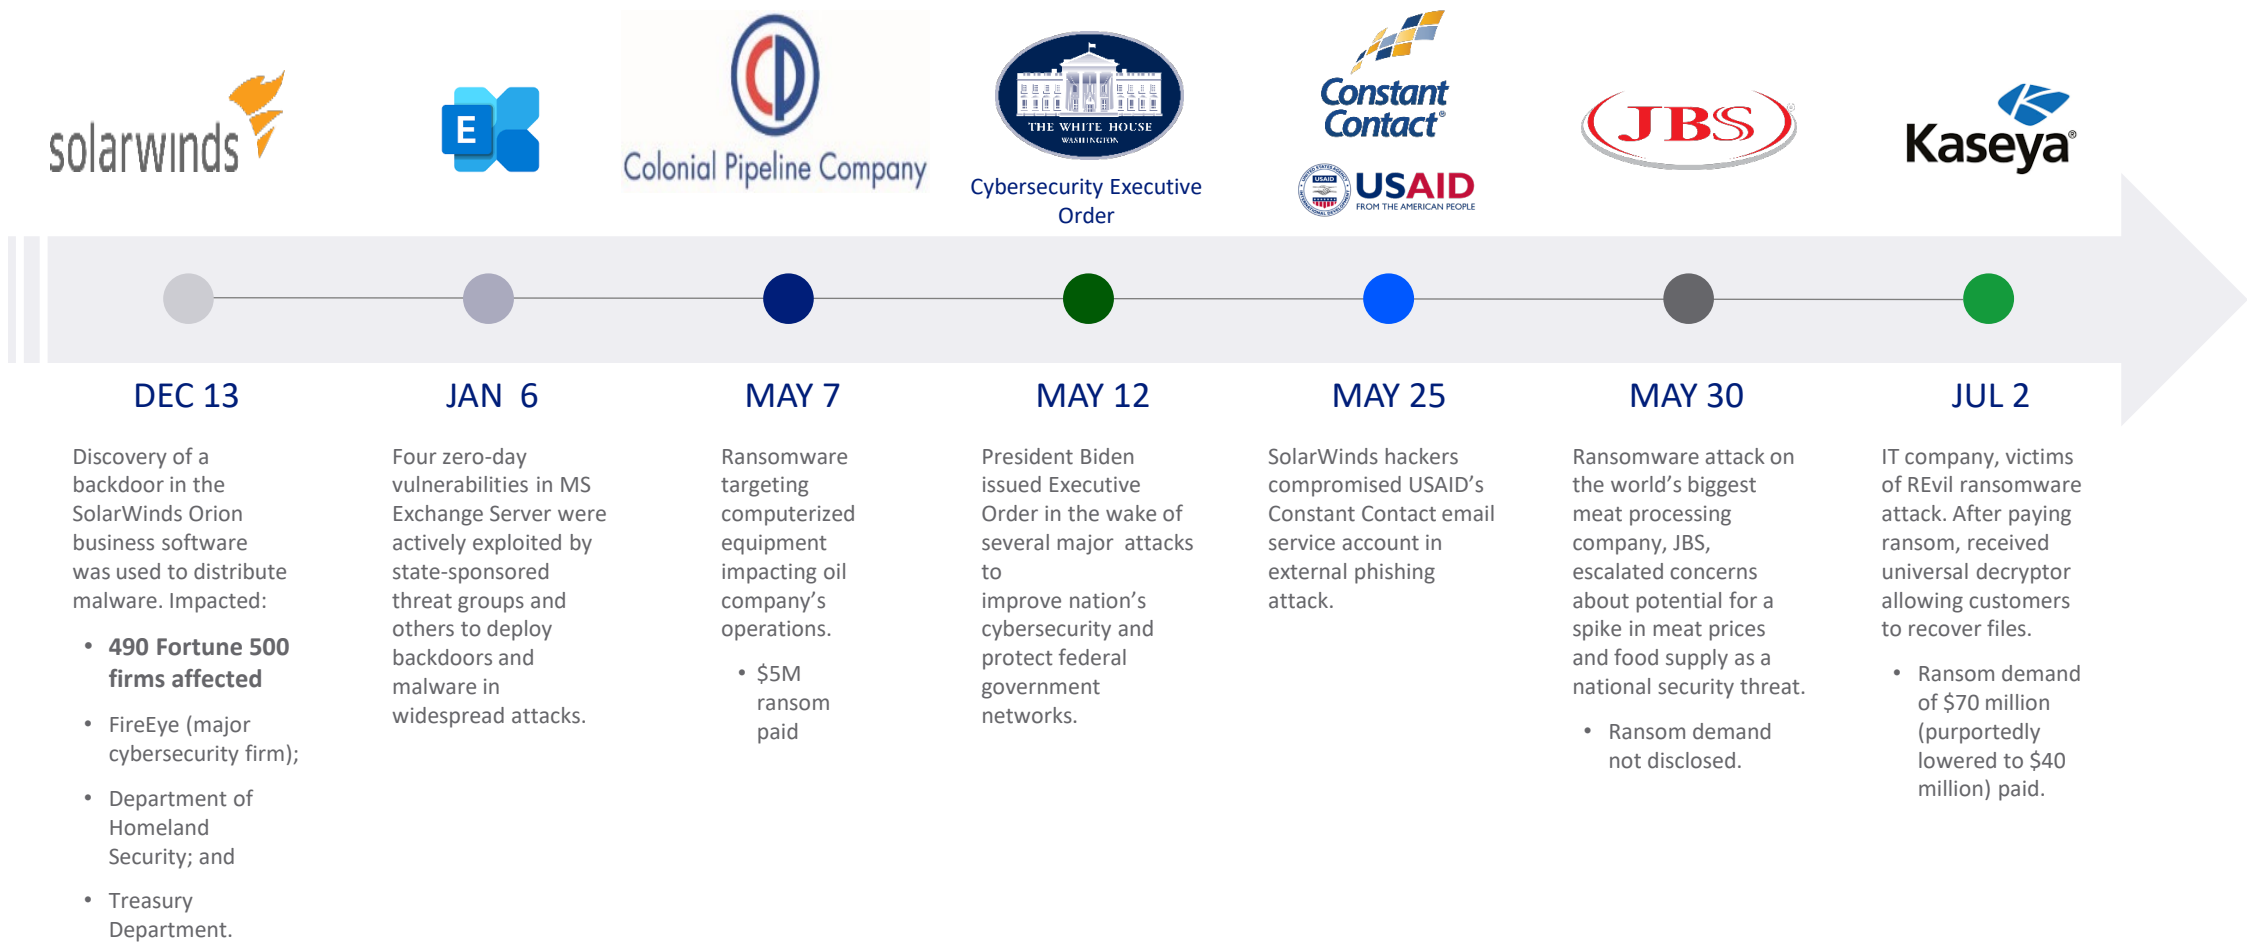 solarwinds
E
CP
Colonial Pipeline Company
THE WHITE HOUSE
WASHINGTON
Cybersecurity Executive
Order
Constant
Contact®
USAID
USAID
FROM THE AMERICAN PEOPLE
JBS
Kaseya®
DEC 13
Discovery of a
backdoor in the
SolarWinds Orion
business software
was used to distribute
malware. Impacted:
• 490 Fortune 500
firms affected
• FireEye (major
cybersecurity firm);
• Department of
Homeland
Security; and
• Treasury
Department.
JAN 6
Four zero-day
vulnerabilities in MS
Exchange Server were
actively exploited by
state-sponsored
threat groups and
others to deploy
backdoors and
malware in
widespread attacks.
MAY 7
Ransomware
targeting
computerized
equipment
impacting oil
company’s
operations.
• $5M
ransom
paid
MAY 12
President Biden
issued Executive
Order in the wake of
several major attacks
to
improve nation’s
cybersecurity and
protect federal
government
networks.
MAY 25
SolarWinds hackers
compromised USAID’s
Constant Contact email
service account in
external phishing
attack.
MAY 30
Ransomware attack on
the world’s biggest
meat processing
company, JBS,
escalated concerns
about potential for a
spike in meat prices
and food supply as a
national security threat.
• Ransom demand
not disclosed.
JUL 2
IT company, victims
of REvil ransomware
attack. After paying
ransom, received
universal decryptor
allowing customers
to recover files.
• Ransom demand
of $70 million
(purportedly
lowered to $40
million) paid.